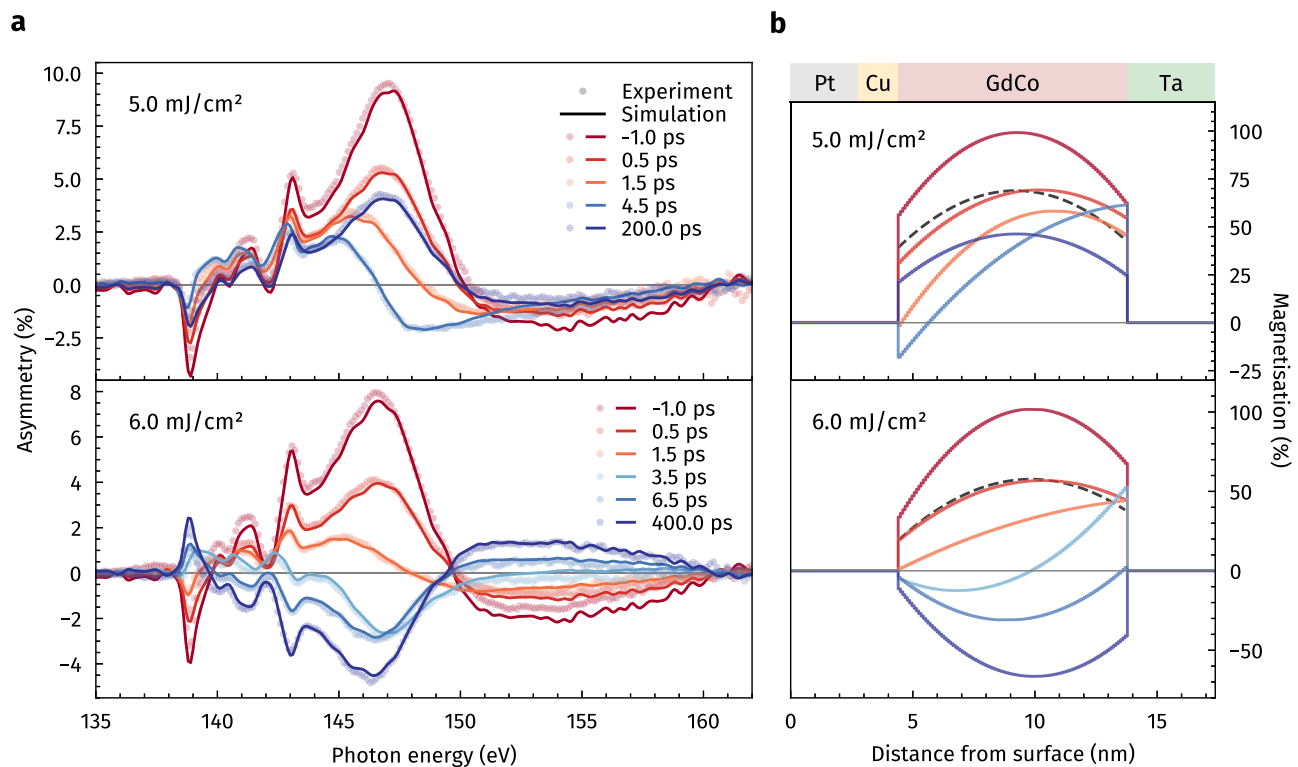 a
b
Pt Cu GdCo Ta
10.0
7.5
5.0
2.5
0.0
−2.5
5.0 mJ/cm²
Experiment
Simulation
-1.0 ps
0.5 ps
1.5 ps
4.5 ps
200.0 ps
5.0 mJ/cm²
100
75
50
25
0
−25
Asymmetry (%)
Magnetisation (%)
8
6
4
2
0
−2
−4
6.0 mJ/cm²
-1.0 ps
0.5 ps
1.5 ps
3.5 ps
6.5 ps
400.0 ps
6.0 mJ/cm²
100
50
0
−50
135 140 145 150 155 160
0 5 10 15
Photon energy (eV)
Distance from surface (nm)